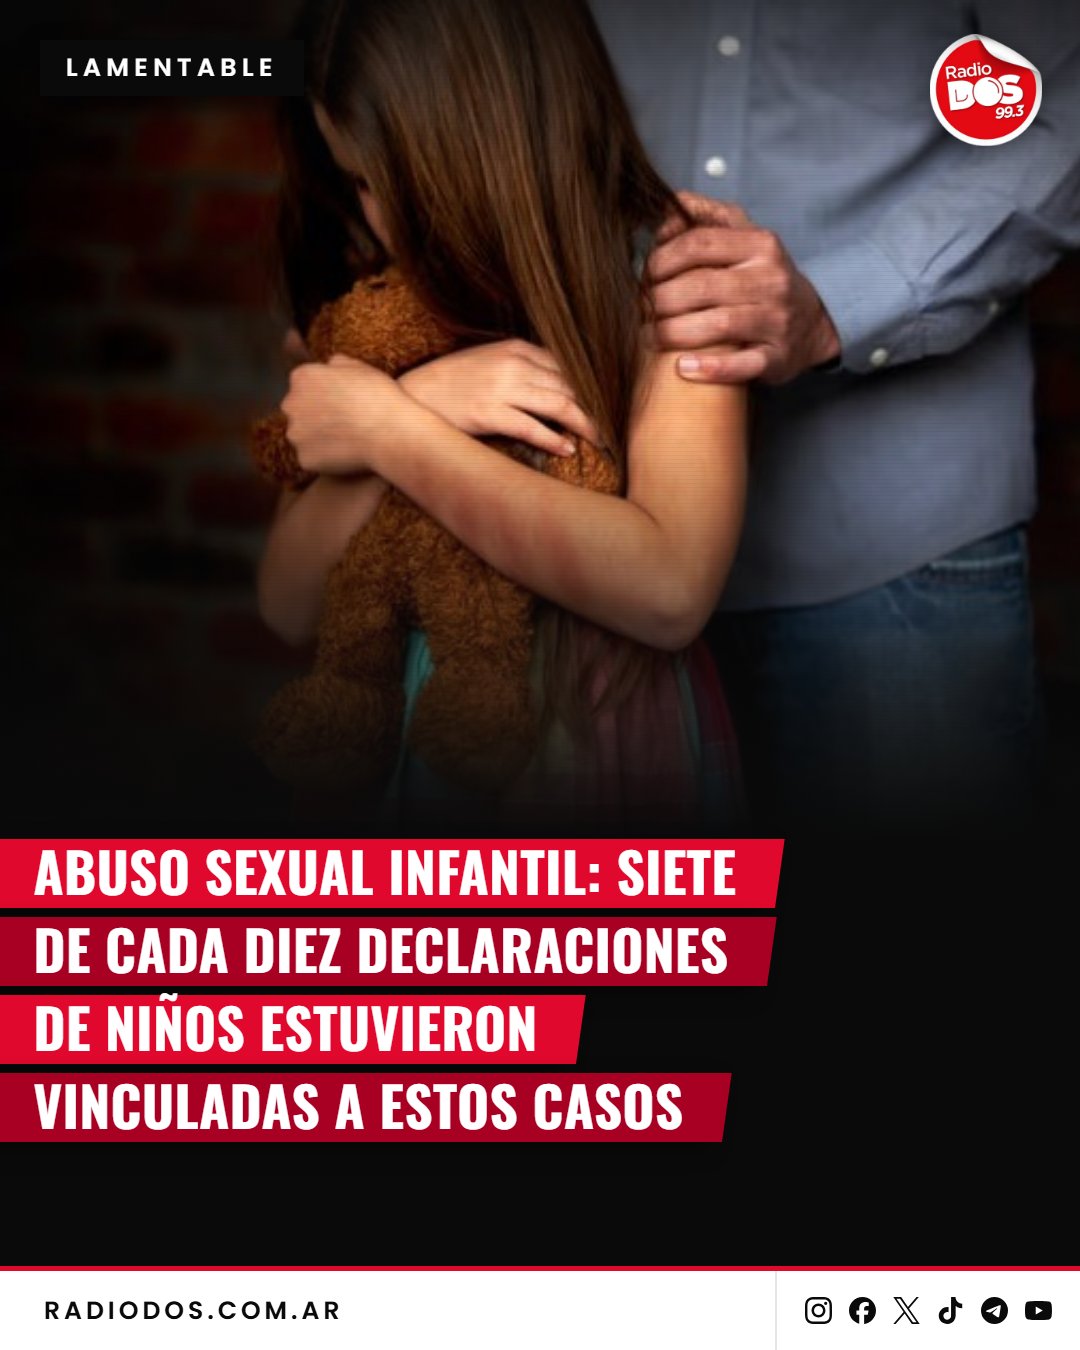 LAMENTABLE
Radio
DOS
99.3
ABUSO SEXUAL INFANTIL: SIETE
DE CADA DIEZ DECLARACIONES
DE NIÑOS ESTUVIERON
VINCULADAS A ESTOS CASOS
RADIODOS.COM.AR